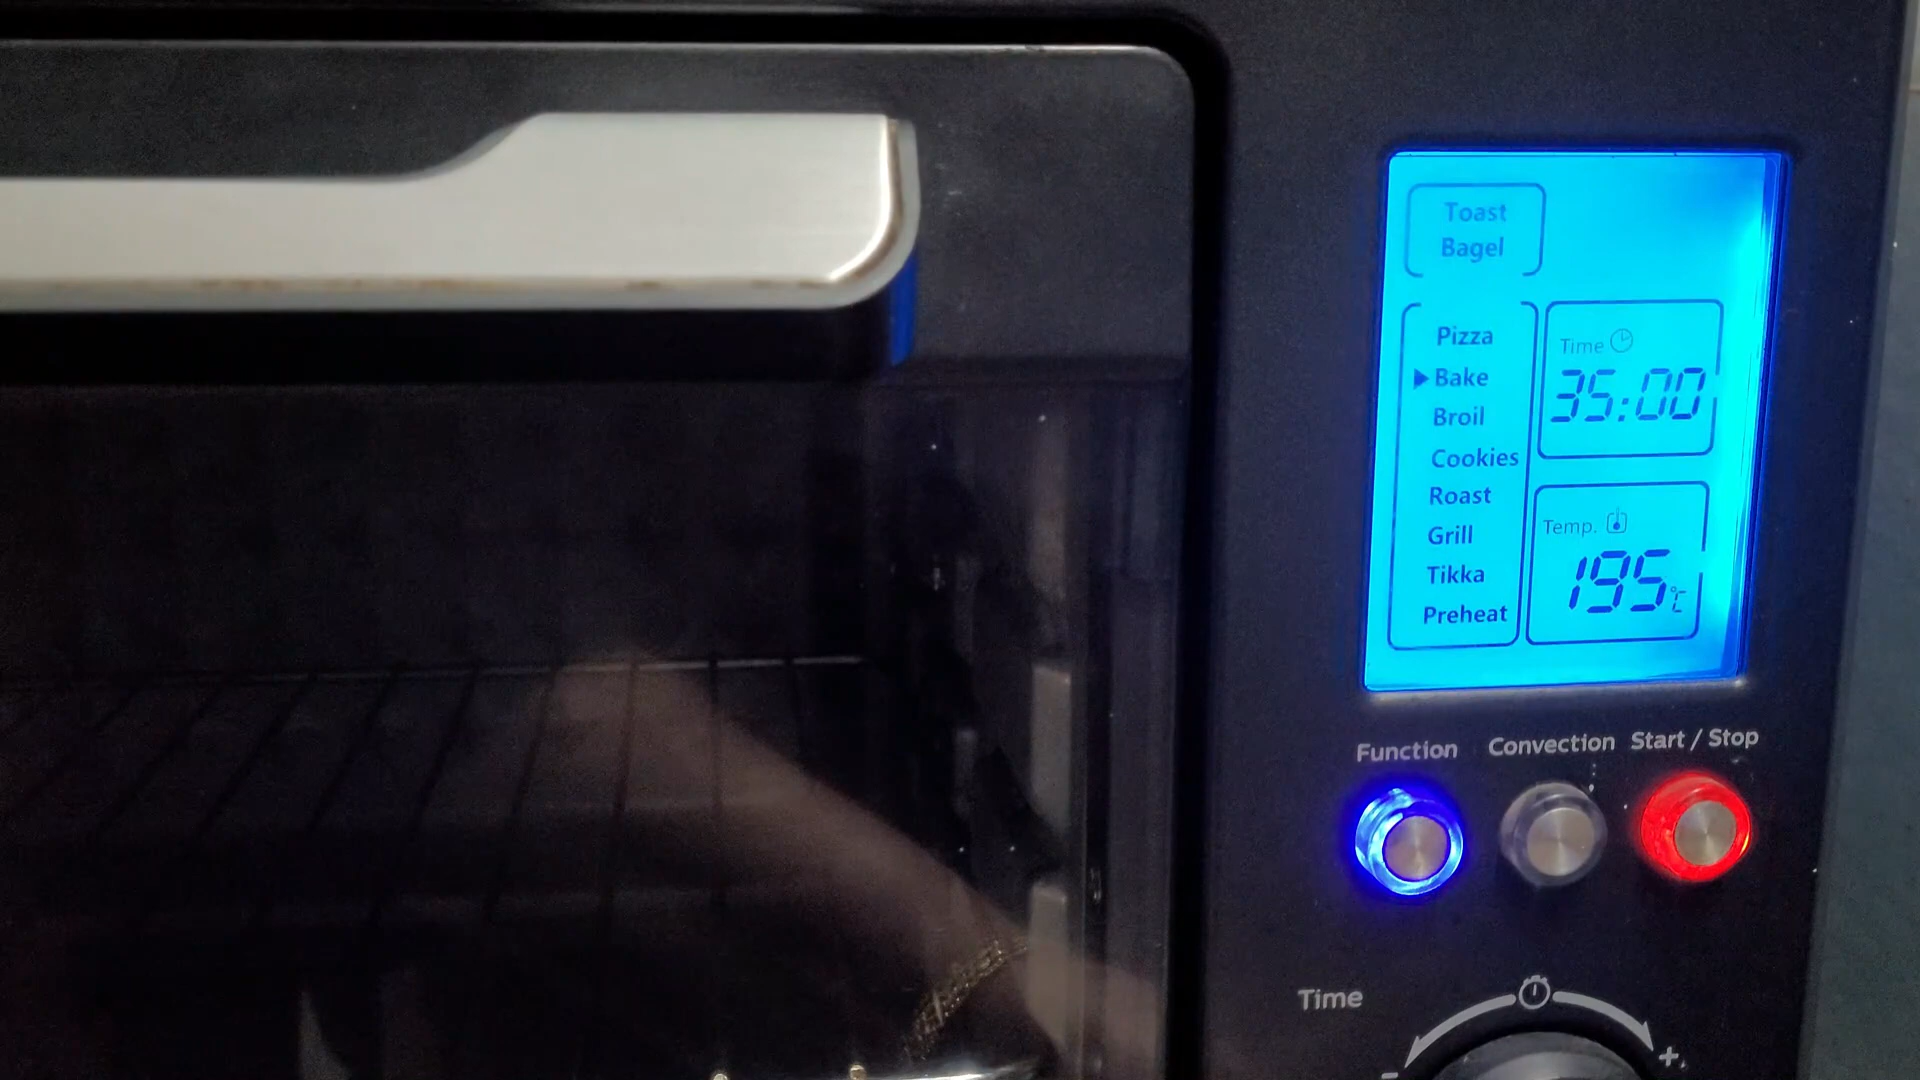 Toast
Bagel
Pizza
Bake
Broil
Cookies
Roast
Grill
Tikka
Preheat
Time
35:00
Temp.
195°C
Function Convection Start / Stop
Time
- +